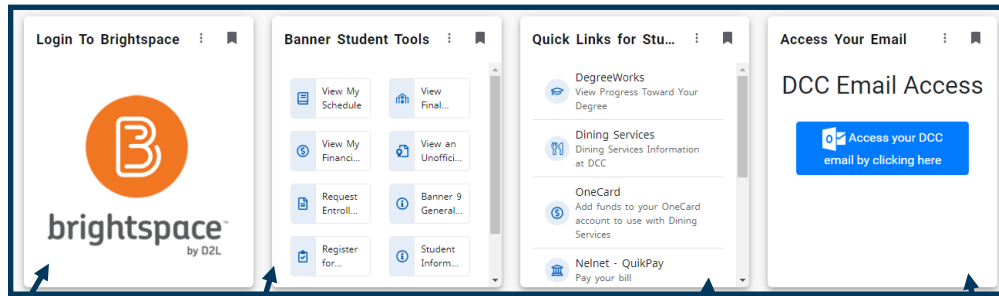 Login To Brightspace
brightspace™
by D2L
Banner Student Tools
View My
Schedule
View
Final...
View My
Financi...
View an
Unoffici...
Request
Enroll...
Banner 9
General...
Register
for...
Student
Inform...
Quick Links for Stu...
DegreeWorks
View Progress Toward Your
Degree
Dining Services
Dining Services Information
at DCC
OneCard
Add funds to your OneCard
account to use with Dining
Services
Nelnet - QuikPay
Pay your bill
Access Your Email
DCC Email Access
Access your DCC
email by clicking here